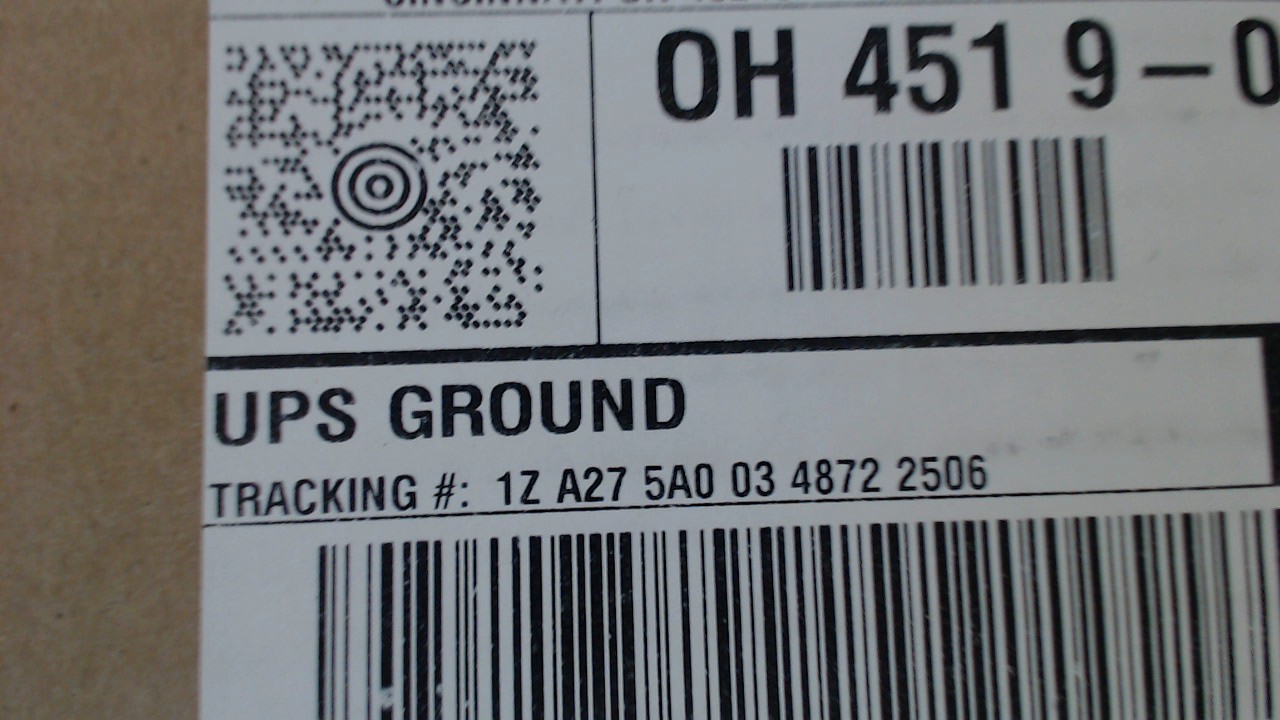 OH 451 9-0
UPS GROUND
TRACKING #: 1Z A27 5A0 03 4872 2506